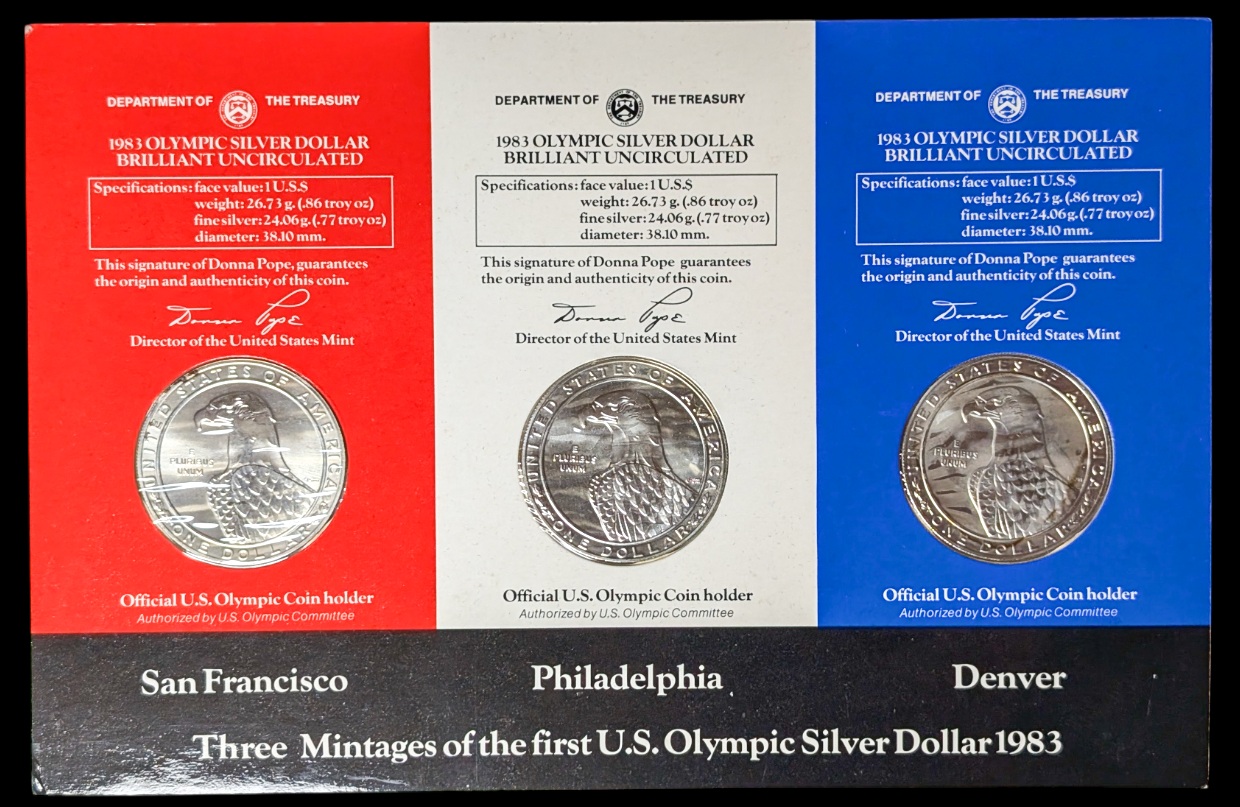 DEPARTMENT OF THE TREASURY
1983 OLYMPIC SILVER DOLLAR
BRILLIANT UNCIRCULATED
Specifications: face value: 1 U.S.$
weight: 26.73 g. (.86 troy oz)
fine silver: 24.06 g. (.77 troy oz)
diameter: 38.10 mm.
This signature of Donna Pope, guarantees
the origin and authenticity of this coin.
Donna Pope
Director of the United States Mint
UNITED STATES OF AMERICA
E
PLURIBUS
UNUM
ONE DOLLAR
Official U.S. Olympic Coin holder
Authorized by U.S. Olympic Committee
San Francisco
DEPARTMENT OF THE TREASURY
1983 OLYMPIC SILVER DOLLAR
BRILLIANT UNCIRCULATED
Specifications: face value: 1 U.S.$
weight: 26.73 g. (.86 troy oz)
fine silver: 24.06 g. (.77 troy oz)
diameter: 38.10 mm.
This signature of Donna Pope guarantees
the origin and authenticity of this coin.
Donna Pope
Director of the United States Mint
UNITED STATES OF AMERICA
E
PLURIBUS
UNUM
ONE DOLLAR
Official U.S. Olympic Coin holder
Authorized by U.S. Olympic Committee
Philadelphia
DEPARTMENT OF THE TREASURY
1983 OLYMPIC SILVER DOLLAR
BRILLIANT UNCIRCULATED
Specifications: face value: 1 U.S.$
weight: 26.73 g. (.86 troy oz)
fine silver: 24.06 g. (.77 troy oz)
diameter: 38.10 mm.
This signature of Donna Pope guarantees
the origin and authenticity of this coin.
Donna Pope
Director of the United States Mint
UNITED STATES OF AMERICA
E
PLURIBUS
UNUM
ONE DOLLAR
Official U.S. Olympic Coin holder
Authorized by U.S. Olympic Committee
Denver
Three Mintages of the first U.S. Olympic Silver Dollar 1983